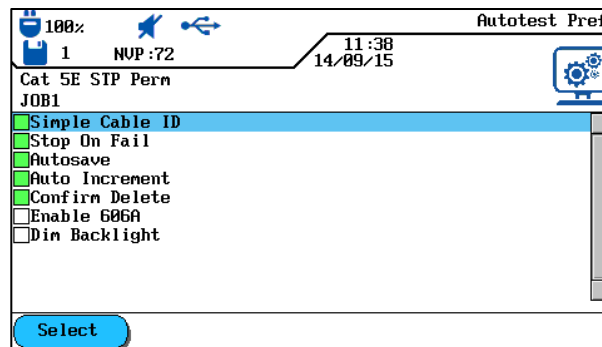 100%
Autotest Pref
1 NVP:72
11:38
14/09/15
Cat 5E STP Perm
JOB1
Simple Cable ID
Stop On Fail
Autosave
Auto Increment
Confirm Delete
Enable 606A
Dim Backlight
Select